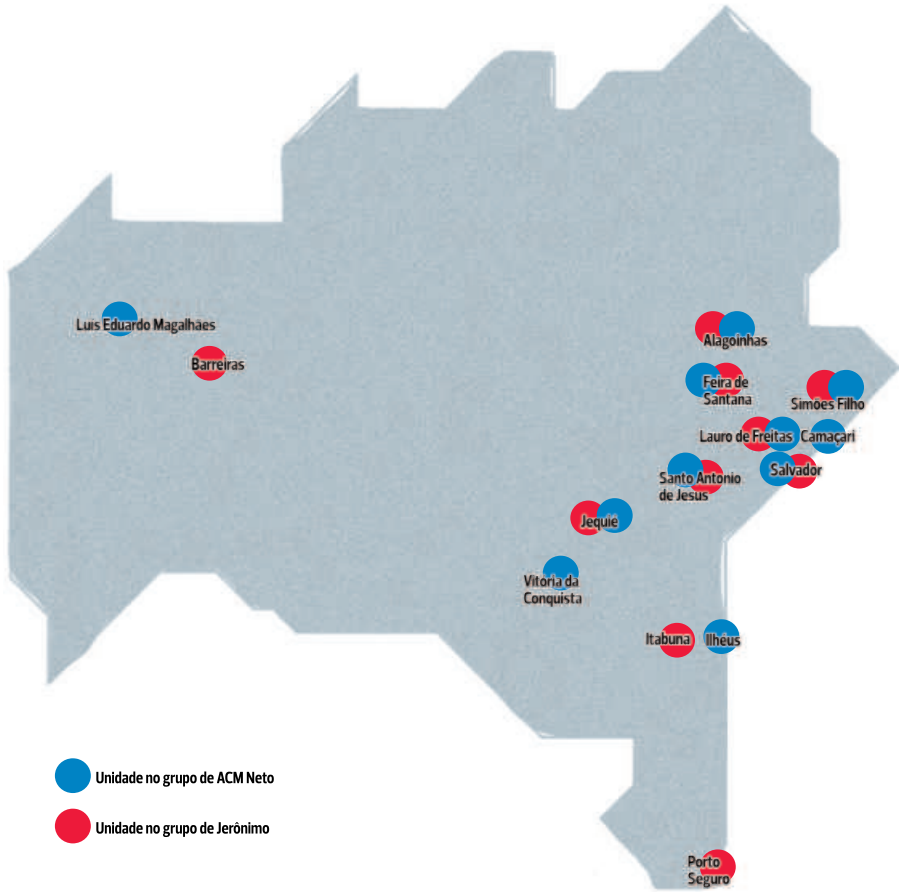 Luis Eduardo Magalhães
Barreiras
Alagoinhas
Feira de
Santana
Simões Filho
Lauro de Freitas
Camaçari
Salvador
Santo Antonio
de Jesus
Jequié
Vitória da
Conquista
Itabuna
Ilhéus
Unidade no grupo de ACM Neto
Unidade no grupo de Jerônimo
Porto
Seguro